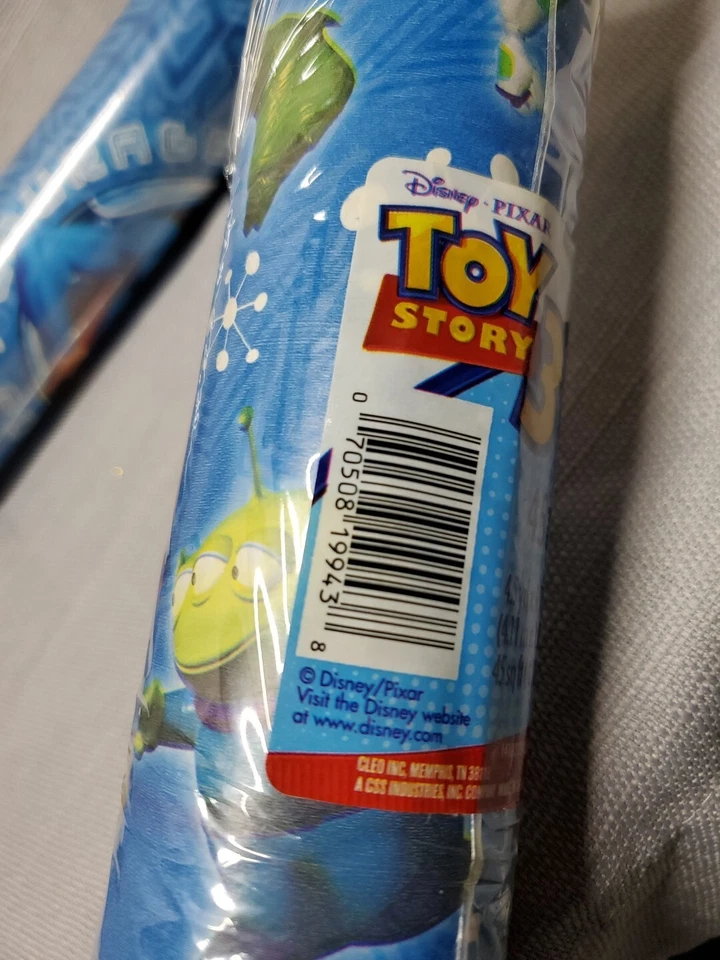 Disney · PIXAR
TOY
STORY
3
0 70508 19943 8
© Disney/Pixar
Visit the Disney website
at www.disney.com
CLEO INC. MEMPHIS, TN
A CSS INDUSTRIES, INC.